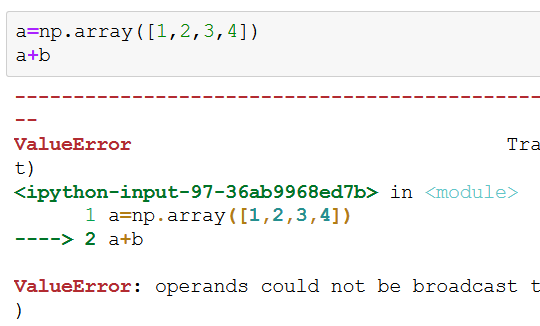 a=np.array([1,2,3,4])
a+b
---------------------------------------------
--
ValueError                                Tra
t)
<ipython-input-97-36ab9968ed7b> in <module>
      1 a=np.array([1,2,3,4])
----> 2 a+b
ValueError: operands could not be broadcast t
)